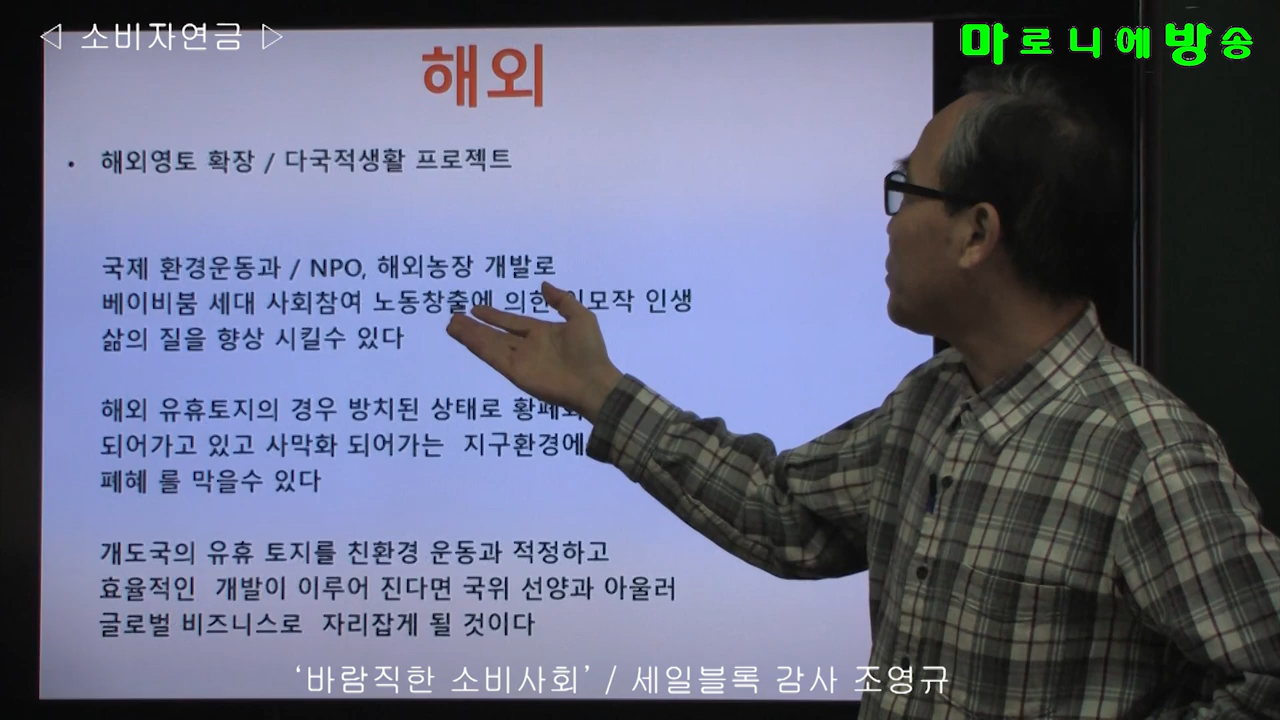 ◁ 소비자연금 ▷
마로니에방송
해외
• 해외영토 확장 / 다국적생활 프로젝트
국제 환경운동과 / NPO, 해외농장 개발로
베이비붐 세대 사회참여 노동창출에 의한 모작 인생
삶의 질을 향상 시킬수 있다
해외 유휴토지의 경우 방치된 상태로
되어가고 있고 사막화 되어가는 지구환경에
폐혜 를 막을수 있다
개도국의 유휴 토지를 친환경 운동과 적정하고
효율적인 개발이 이루어 진다면 국위 선양과 아울러
글로벌 비즈니스로 자리잡게 될 것이다
‘바람직한 소비사회’ / 세일블록 감사 조영규